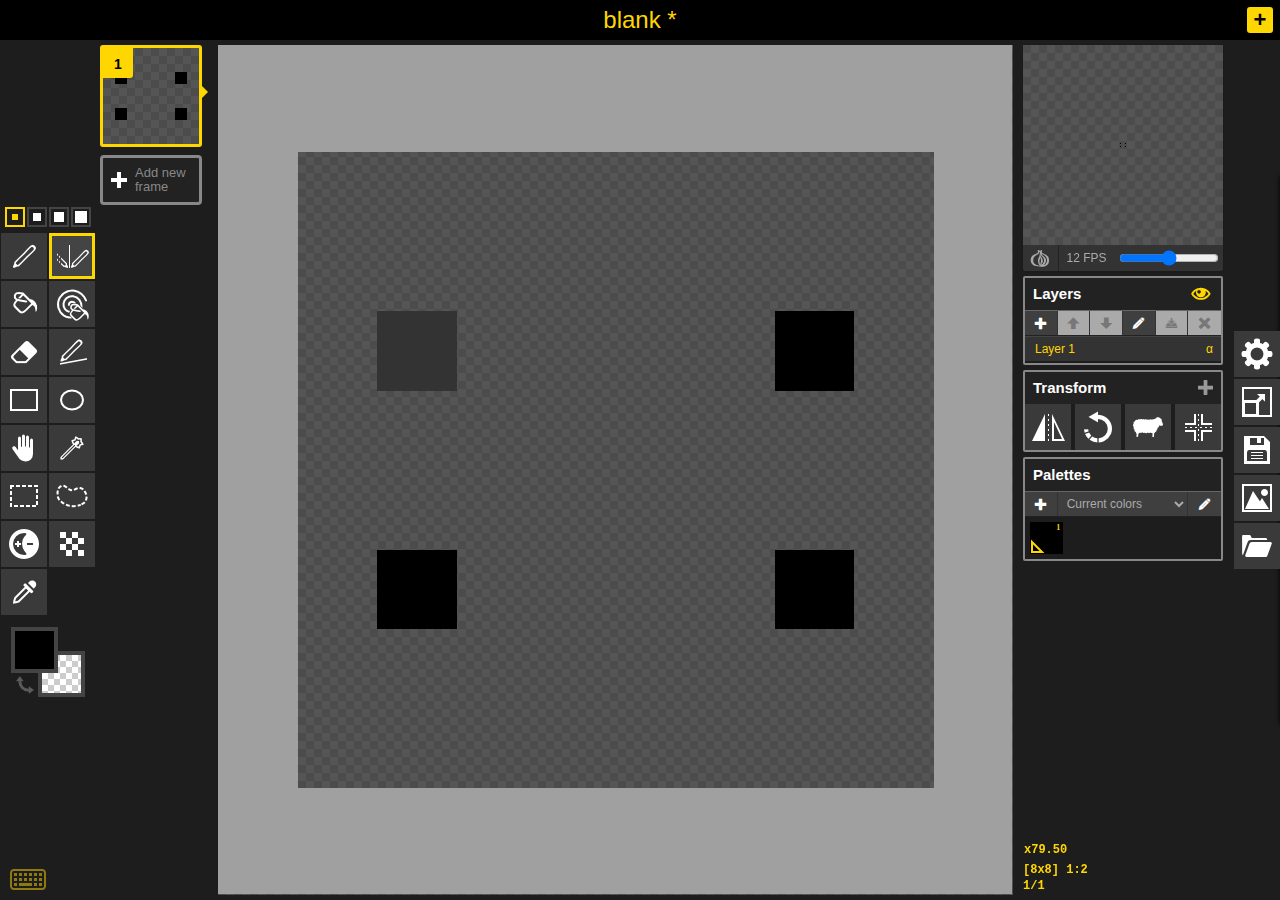 blank *
+
1
Add new
frame
12 FPS
Layers
Layer 1
α
Transform
Palettes
Current colors
1
x79.50
[8x8] 1:2
1/1